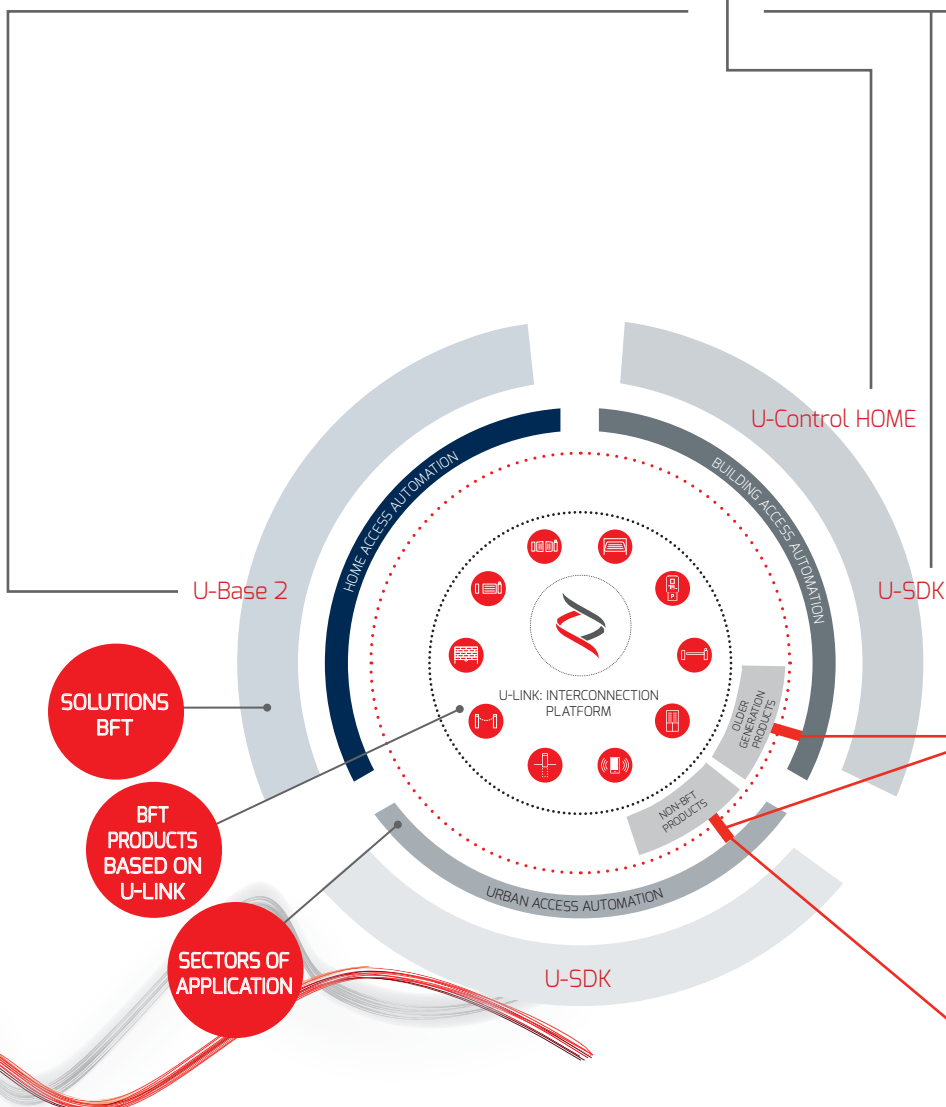 U-Control HOME
HOME ACCESS AUTOMATION
BUILDING ACCESS AUTOMATION
U-Base 2
U-SDK
P
SOLUTIONS
BFT
U-LINK: INTERCONNECTION
PLATFORM
OLDER
GENERATION
PRODUCTS
BFT
PRODUCTS
BASED ON
U-LINK
NON-BFT
PRODUCTS
URBAN ACCESS AUTOMATION
SECTORS OF
APPLICATION
U-SDK